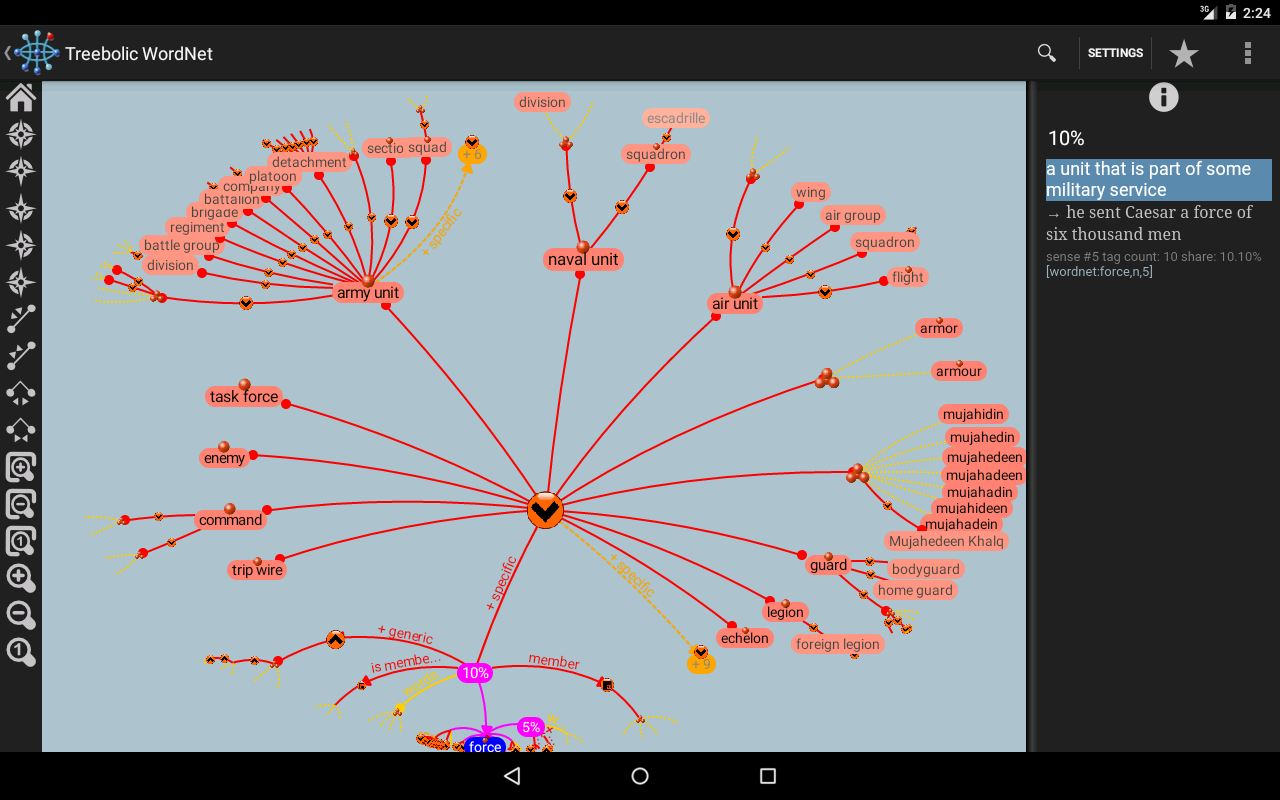 3G 2:24
Treebolic WordNet
SETTINGS
division
escadrille
squadron
naval unit
sectio
squad
+ 6
detachment
platoon
company
battalion
brigade
regiment
battle group
division
army unit
+ specific
wing
air group
squadron
flight
air unit
armor
armour
mujahidin
mujahedin
mujahedeen
mujahadeen
mujahadin
mujahideen
mujahadein
Mujahedeen Khalq
task force
enemy
command
trip wire
guard
bodyguard
home guard
legion
foreign legion
echelon
+ specific
+ 9
+ specific
+ generic
is membe...
member
10%
5%
force
10%
a unit that is part of some
military service
→ he sent Caesar a force of
six thousand men
sense #5 tag count: 10 share: 10.10%
[wordnet:force,n,5]